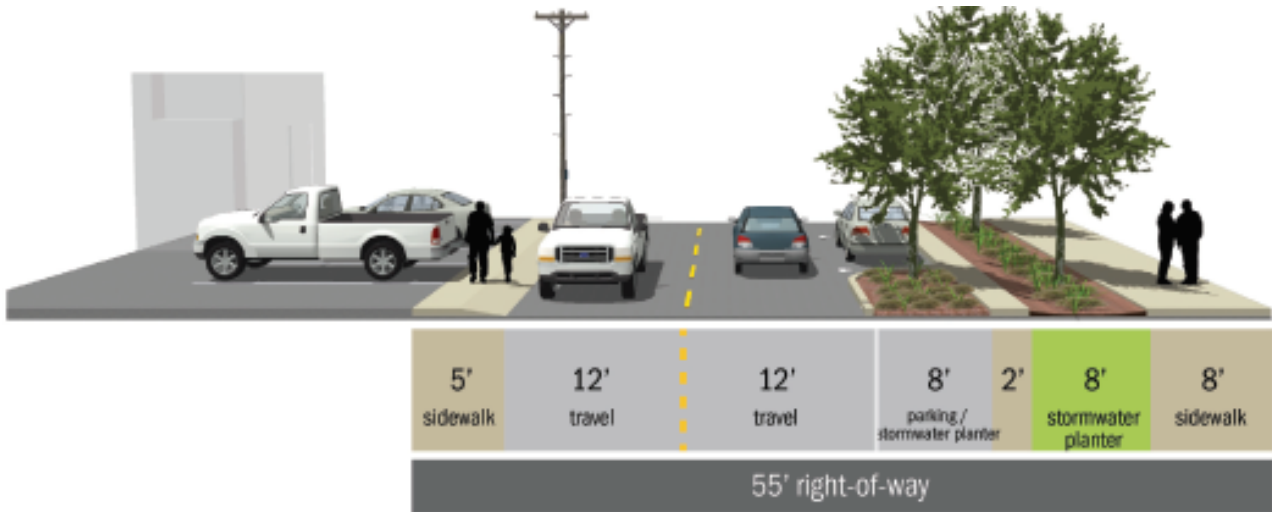 5'
sidewalk
12'
travel
12'
travel
8'
parking /
stormwater planter
2'
8'
stormwater
planter
8'
sidewalk
55' right-of-way